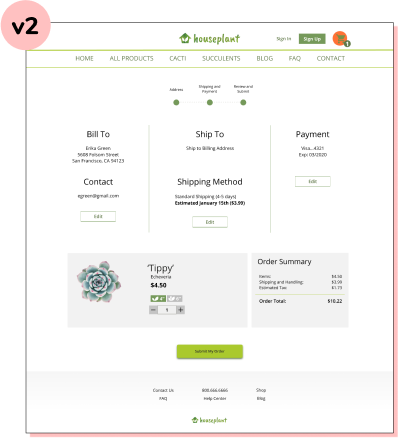 v2
houseplant
Sign In
Sign Up
1
HOME ALL PRODUCTS CACTI SUCCULENTS BLOG FAQ CONTACT
Address
Shipping and
Payment
Review and
Submit
Bill To
Erika Green
5608 Folsom Street
San Francisco, CA 94123
Contact
egreen@gmail.com
Edit
Ship To
Ship to Billing Address
Shipping Method
Standard Shipping (4-5 days)
Estimated January 15th ($3.99)
Edit
Payment
Visa...4321
Exp: 03/2020
Edit
'Tippy'
Echeveria
$4.50
1
Order Summary
Items: $4.50
Shipping and Handling: $3.99
Estimated Tax: $1.73
Order Total: $10.22
Submit My Order
Contact Us 800.666.6666 Shop
FAQ Help Center Blog
houseplant